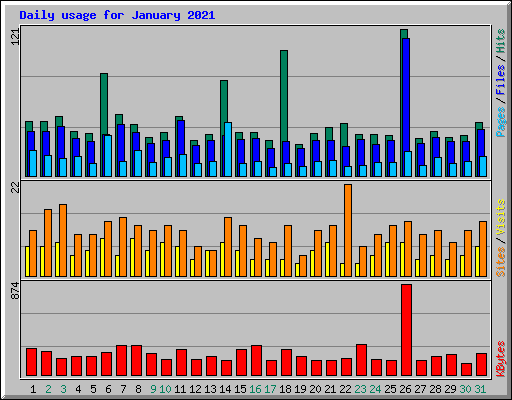 Daily usage for January 2021
121
Pages / Files / Hits
22
Sites / Visits
874
KBytes
1 2 3 4 5 6 7 8 9 10 11 12 13 14 15 16 17 18 19 20 21 22 23 24 25 26 27 28 29 30 31